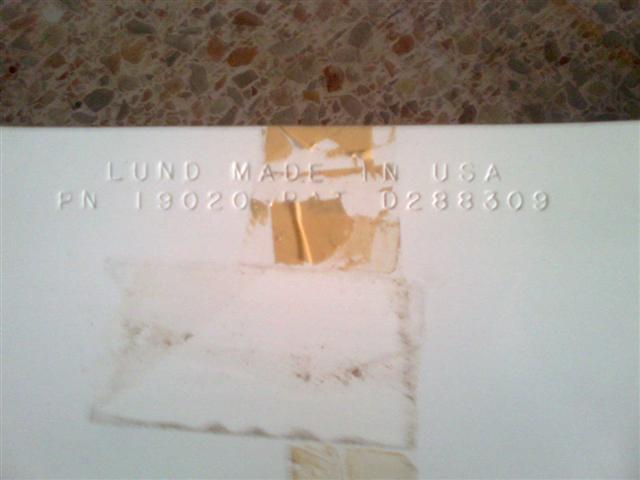 LUND MADE IN USA
PN 19020 PAT D288309